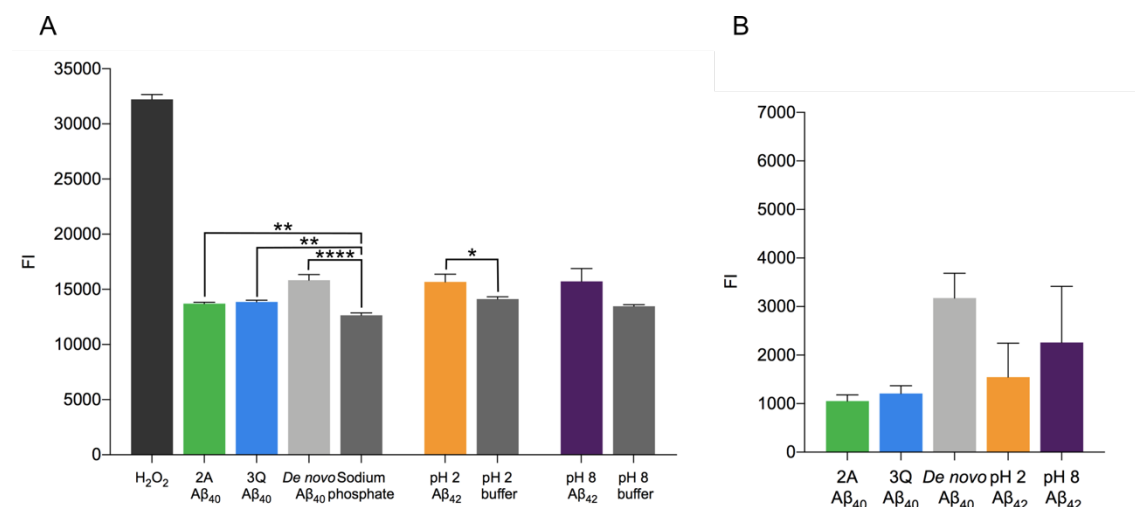 A
FI
35000
30000
25000
20000
15000
10000
5000
0
**
**
****
*
H₂O₂
2A
Aβ₄₀
3Q
Aβ₄₀
De novo
Aβ₄₀
Sodium
phosphate
pH 2
Aβ₄₂
pH 2
buffer
pH 8
Aβ₄₂
pH 8
buffer
B
FI
7000
6000
5000
4000
3000
2000
1000
0
2A
Aβ₄₀
3Q
Aβ₄₀
De novo
Aβ₄₀
pH 2
Aβ₄₂
pH 8
Aβ₄₂